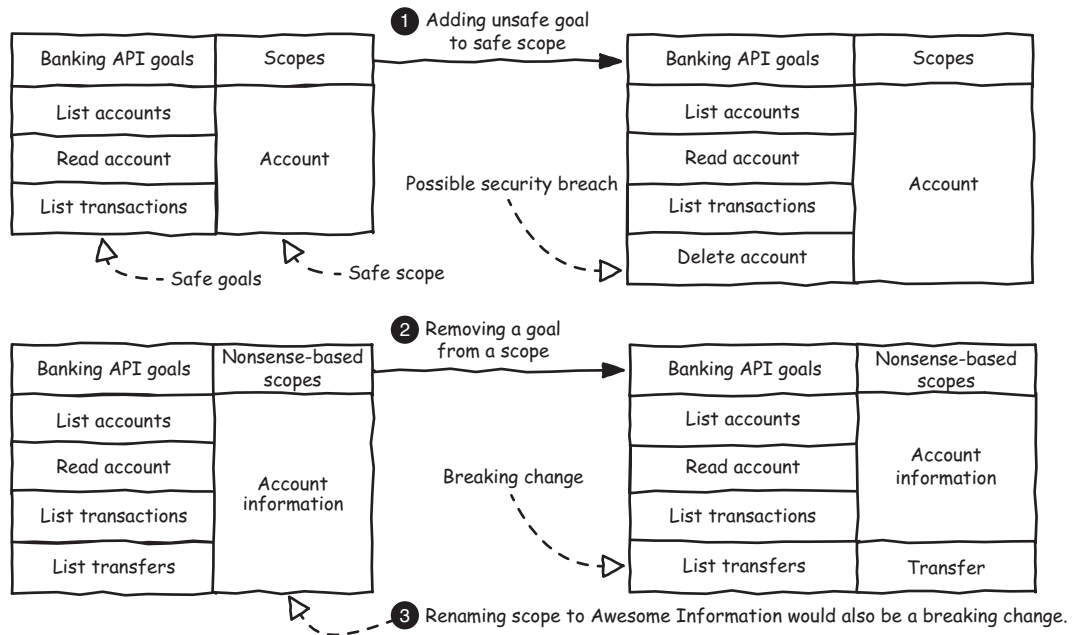 1 Adding unsafe goal
to safe scope
Banking API goals
Scopes
List accounts
Read account
List transactions
Account
Safe goals
Safe scope
Possible security breach
Banking API goals
Scopes
List accounts
Read account
List transactions
Delete account
Account
2 Removing a goal
from a scope
Banking API goals
Nonsense-based
scopes
List accounts
Read account
List transactions
List transfers
Account
information
Breaking change
Banking API goals
Nonsense-based
scopes
List accounts
Read account
List transactions
List transfers
Account
information
Transfer
3 Renaming scope to Awesome Information would also be a breaking change.